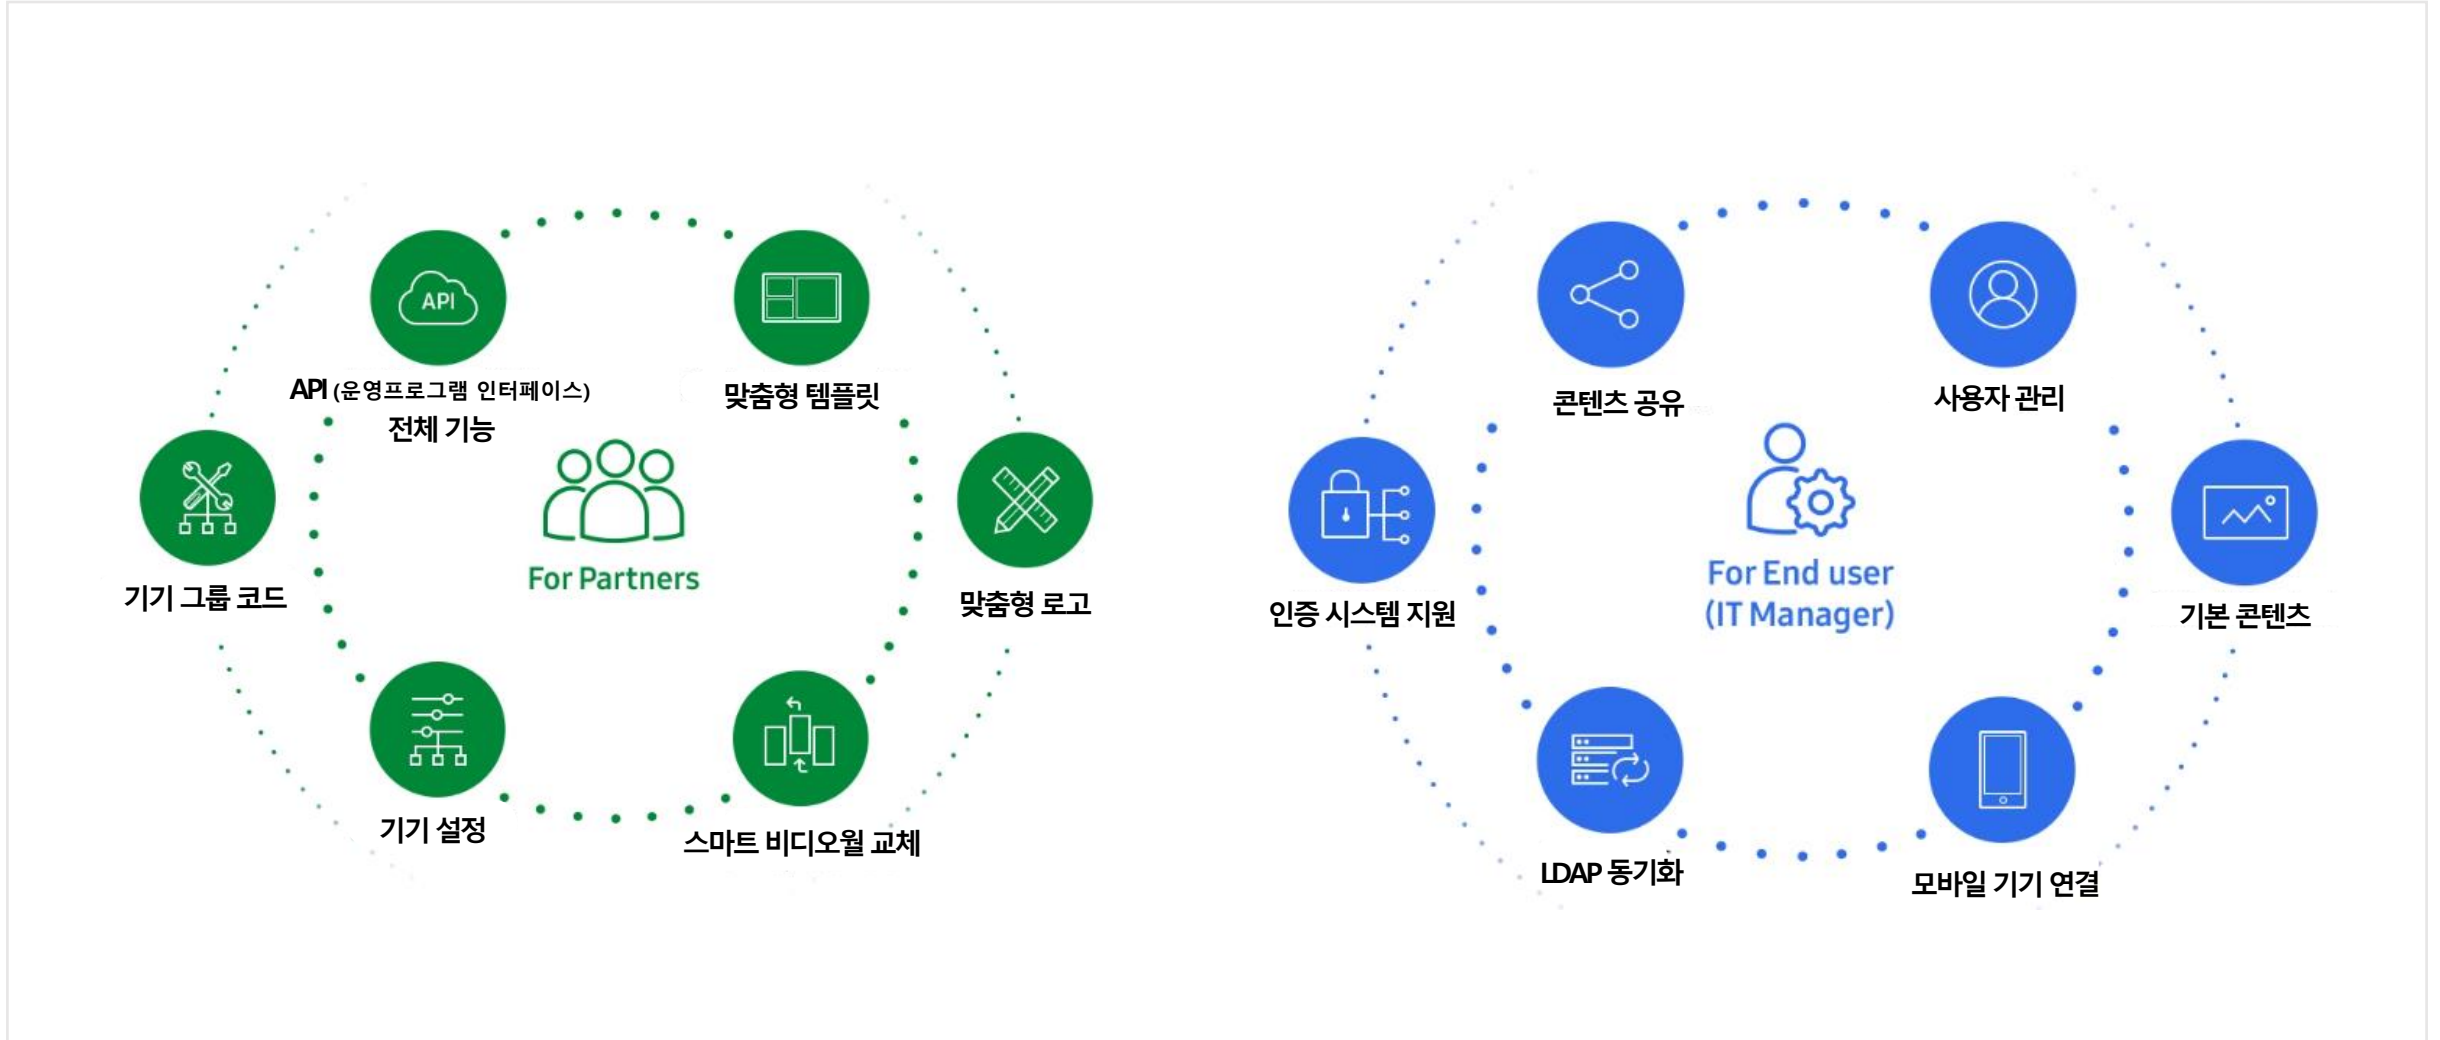 API
API (운영프로그램 인터페이스)
전체 기능
맞춤형 템플릿
기기 그룹 코드
For Partners
맞춤형 로고
기기 설정
스마트 비디오월 교체
콘텐츠 공유
사용자 관리
인증 시스템 지원
For End user
(IT Manager)
기본 콘텐츠
LDAP 동기화
모바일 기기 연결